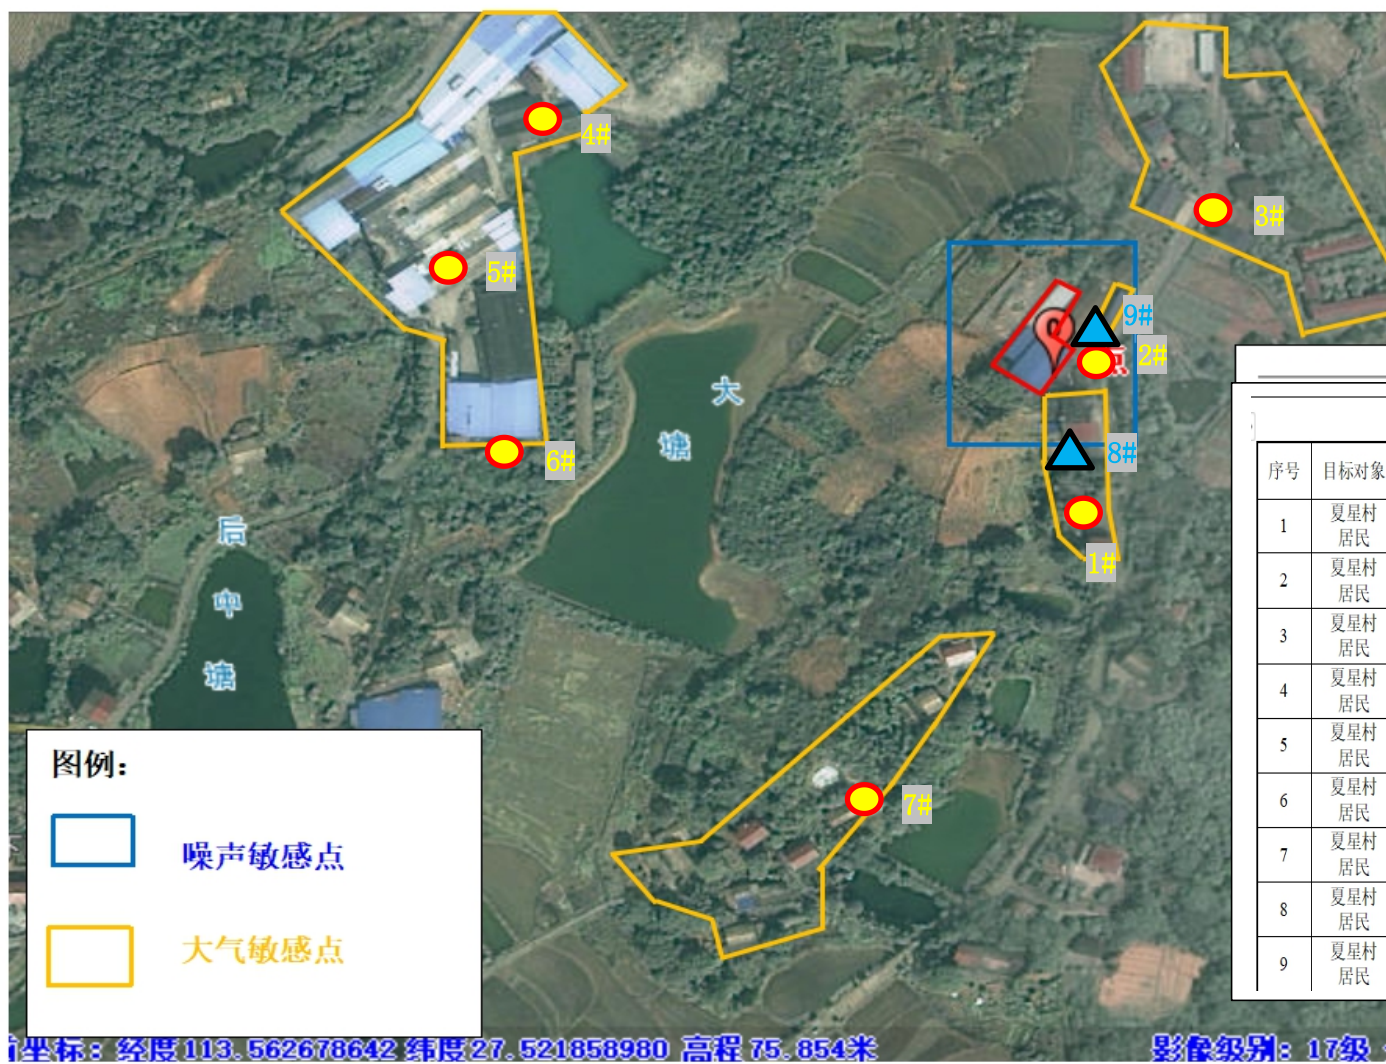 4#
3#
5#
9#
2#
大
塘
6#
8#
1#
后
中
塘
7#
图例：
噪声敏感点
大气敏感点
序号 目标对象
1 夏星村
居民
2 夏星村
居民
3 夏星村
居民
4 夏星村
居民
5 夏星村
居民
6 夏星村
居民
7 夏星村
居民
8 夏星村
居民
9 夏星村
居民
坐标：经度113.562678642 纬度27.521858980 高程75.854米
影像级别：17级